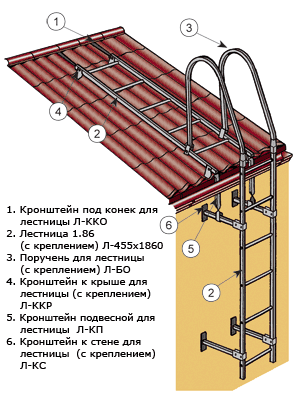 1
3
4
2
6
5
2
1. Кронштейн под конек для
лестницы Л-ККО
2. Лестница 1.86
(с креплением) Л-455х1860
3. Поручень для лестницы
(с креплением) Л-БО
4. Кронштейн к крыше для
лестницы (с креплением)
Л-ККР
5. Кронштейн подвесной для
лестницы Л-КП
6. Кронштейн к стене для
лестницы (с креплением)
Л-КС